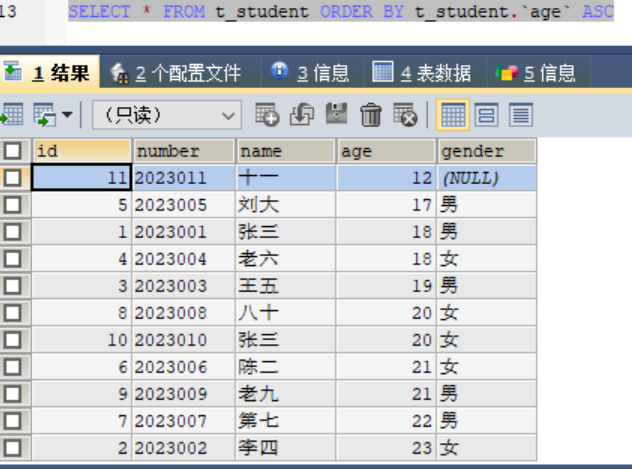 13 SELECT * FROM t_student ORDER BY t_student.`age` ASC
1 结果 2 个配置文件 3 信息 4 表数据 5 信息
（只读）
id number name age gender
11 2023011 十一 12 (NULL)
5 2023005 刘大 17 男
1 2023001 张三 18 男
4 2023004 老六 18 女
3 2023003 王五 19 男
8 2023008 八十 20 女
10 2023010 张三 20 女
6 2023006 陈二 21 女
9 2023009 老九 21 男
7 2023007 第七 22 男
2 2023002 李四 23 女